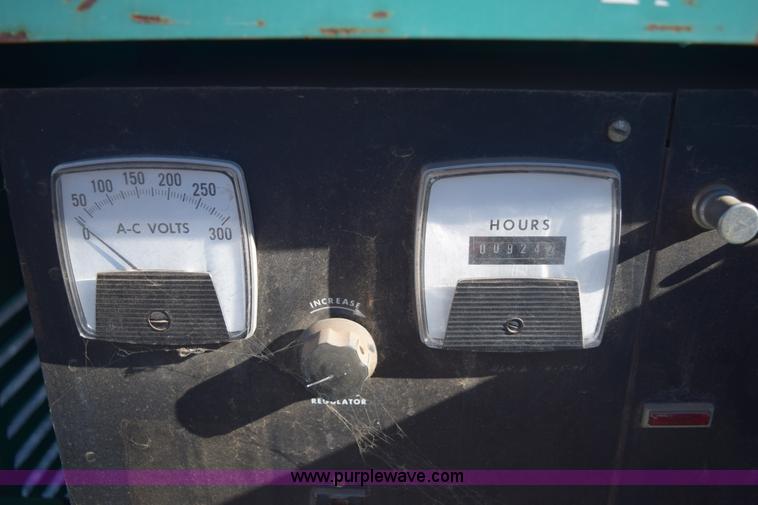 50 100 150 200 250
0 300
A-C VOLTS
HOURS
INCREASE
REGULATOR
www.purplewave.com